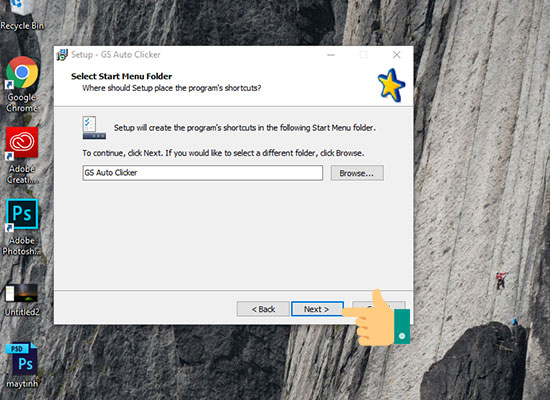 Recycle Bin
Google
Chrome
Adobe
Creati...
Ps
Adobe
Photosh...
Untitled2
PSD
Ps
maytinh
Setup - GS Auto Clicker
Select Start Menu Folder
Where should Setup place the program's shortcuts?
Setup will create the program's shortcuts in the following Start Menu folder.
To continue, click Next. If you would like to select a different folder, click Browse.
GS Auto Clicker
Browse...
< Back
Next >